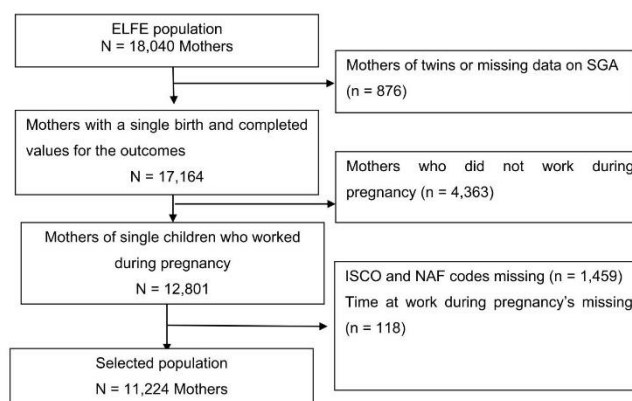 ELFE population
N = 18,040 Mothers
Mothers of twins or missing data on SGA
(n = 876)
Mothers with a single birth and completed
values for the outcomes
N = 17,164
Mothers who did not work during
pregnancy (n = 4,363)
Mothers of single children who worked
during pregnancy
N = 12,801
ISCO and NAF codes missing (n = 1,459)
Time at work during pregnancy's missing
(n = 118)
Selected population
N = 11,224 Mothers